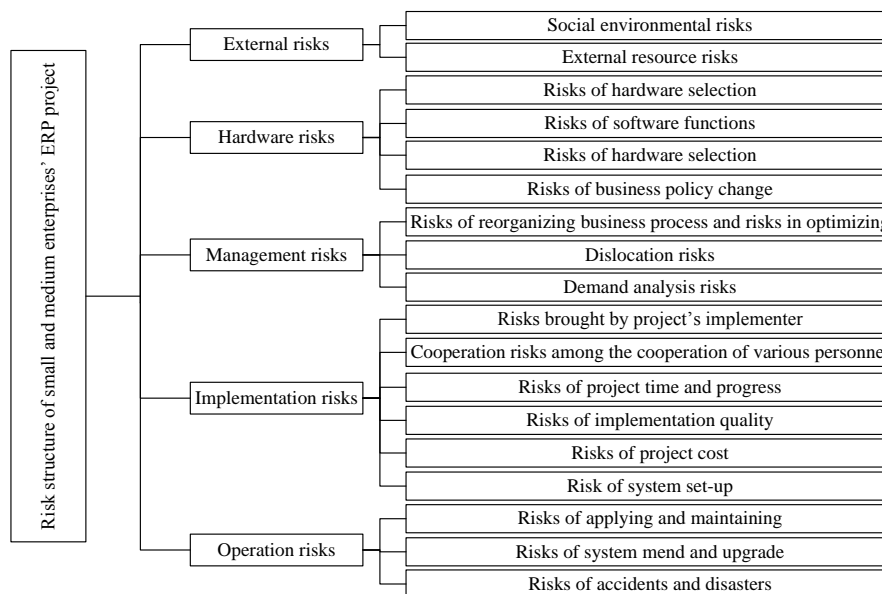 Risk structure of small and medium enterprises’ ERP project
External risks
Social environmental risks
External resource risks
Hardware risks
Risks of hardware selection
Risks of software functions
Risks of hardware selection
Risks of business policy change
Management risks
Risks of reorganizing business process and risks in optimizing
Dislocation risks
Demand analysis risks
Implementation risks
Risks brought by project’s implementer
Cooperation risks among the cooperation of various personne
Risks of project time and progress
Risks of implementation quality
Risks of project cost
Risk of system set-up
Operation risks
Risks of applying and maintaining
Risks of system mend and upgrade
Risks of accidents and disasters